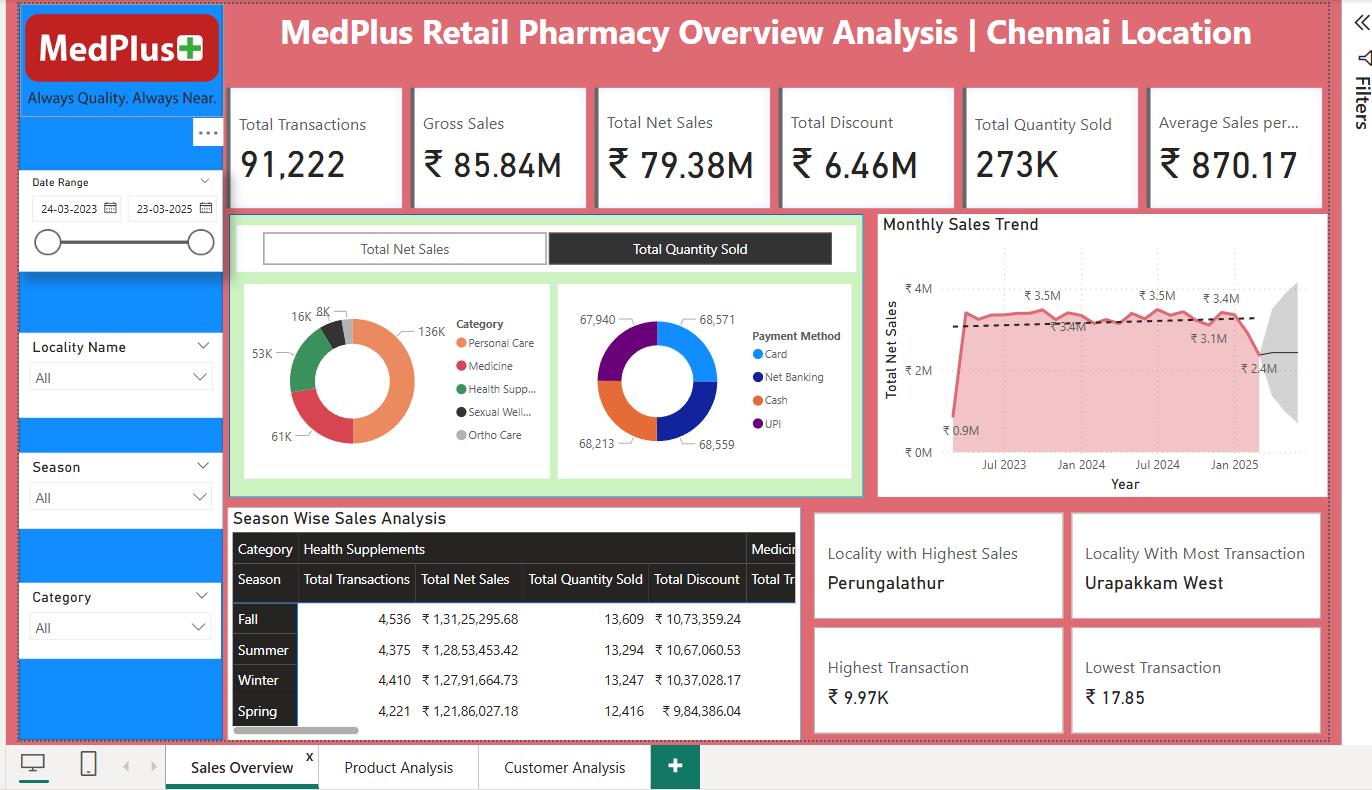 MedPlus
Always Quality. Always Near.
MedPlus Retail Pharmacy Overview Analysis | Chennai Location
Filters
Total Transactions
91,222
Gross Sales
₹ 85.84M
Total Net Sales
₹ 79.38M
Total Discount
₹ 6.46M
Total Quantity Sold
273K
Average Sales per...
₹ 870.17
Date Range
24-03-2023
23-03-2025
Locality Name
All
Season
All
Category
All
Total Net Sales
Total Quantity Sold
136K
61K
53K
16K
8K
Category
Personal Care
Medicine
Health Supp...
Sexual Well...
Ortho Care
68,571
68,559
68,213
67,940
Payment Method
Card
Net Banking
Cash
UPI
Monthly Sales Trend
Total Net Sales
₹ 4M
₹ 2M
₹ 0M
₹ 0.9M
₹ 3.5M
₹ 3.4M
₹ 3.5M
₹ 3.1M
₹ 3.4M
₹ 2.4M
Jul 2023 Jan 2024 Jul 2024 Jan 2025
Year
Season Wise Sales Analysis
Category Health Supplements Medicin
Season Total Transactions Total Net Sales Total Quantity Sold Total Discount Total Tr
Fall 4,536 ₹ 1,31,25,295.68 13,609 ₹ 10,73,359.24
Summer 4,375 ₹ 1,28,53,453.42 13,294 ₹ 10,67,060.53
Winter 4,410 ₹ 1,27,91,664.73 13,247 ₹ 10,37,028.17
Spring 4,221 ₹ 1,21,86,027.18 12,416 ₹ 9,84,386.04
Locality with Highest Sales
Perungalathur
Locality With Most Transaction
Urapakkam West
Highest Transaction
₹ 9.97K
Lowest Transaction
₹ 17.85
Sales Overview x
Product Analysis
Customer Analysis
+